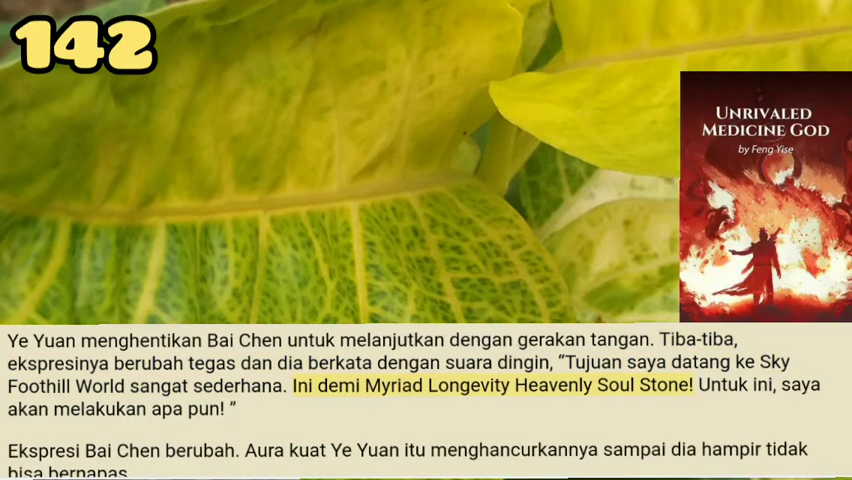 142
UNRIVALED
MEDICINE GOD
by Feng Yise
Ye Yuan menghentikan Bai Chen untuk melanjutkan dengan gerakan tangan. Tiba-tiba,
ekspresinya berubah tegas dan dia berkata dengan suara dingin, “Tujuan saya datang ke Sky
Foothill World sangat sederhana. Ini demi Myriad Longevity Heavenly Soul Stone! Untuk ini, saya
akan melakukan apa pun! ”
Ekspresi Bai Chen berubah. Aura kuat Ye Yuan itu menghancurkannya sampai dia hampir tidak
bisa bernapas